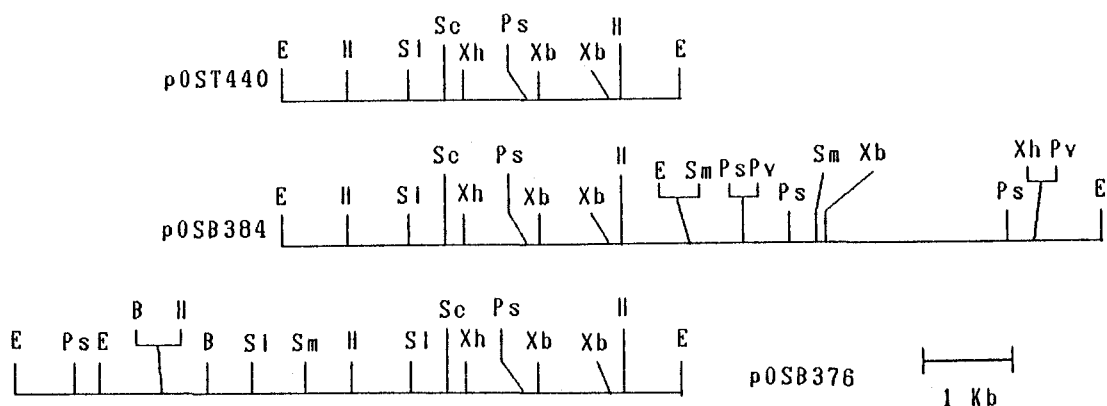 E H Sl Sc Xh Ps Xb Xb H E
pOST440
E H Sl Sc Xh Ps Xb Xb H E Sm Ps Pv Ps Sm Xb Ps Xh Pv E
pOSB384
E Ps E B H B Sl Sm H Sl Sc Xh Ps Xb Xb H E
pOSB376
1 Kb